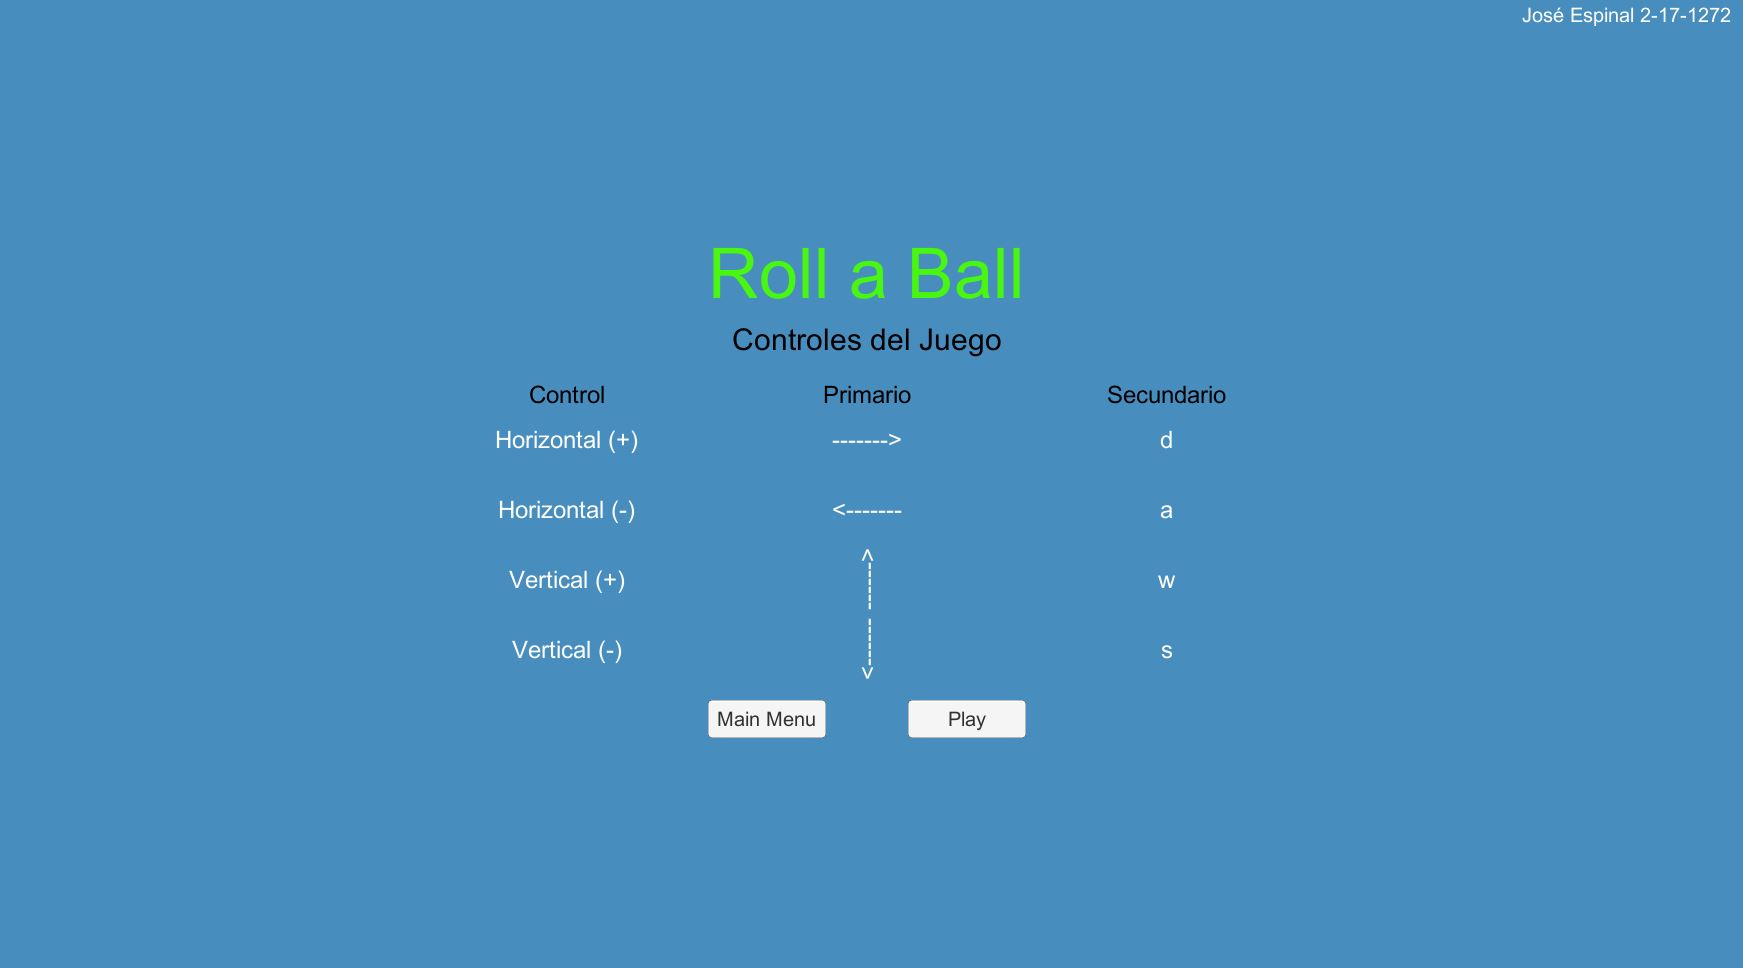 José Espinal 2-17-1272
Roll a Ball
Controles del Juego
Control Primario Secundario
Horizontal (+) -------> d
Horizontal (-) <------- a
Vertical (+) <------- w
Vertical (-) -------> s
Main Menu Play